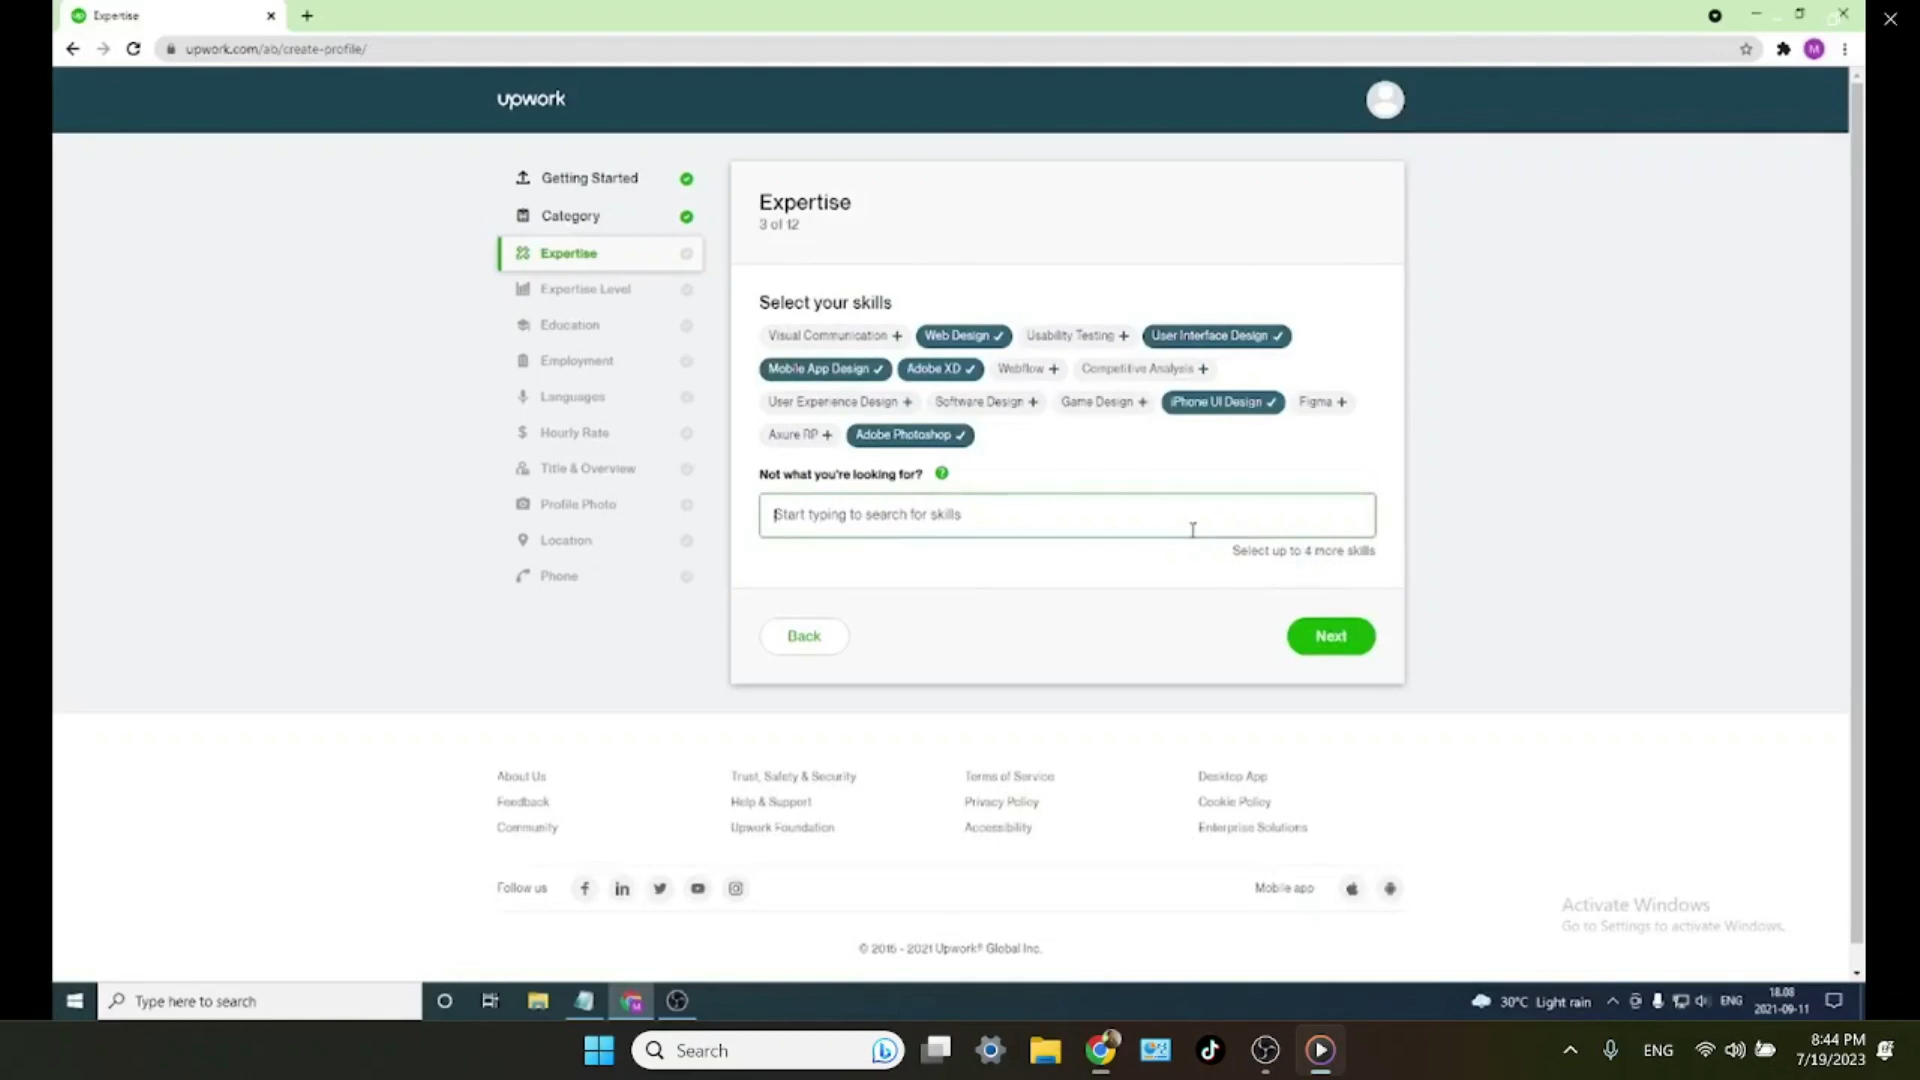 Expertise
upwork.com/ab/create-profile/
M
upwork
Getting Started
Category
Expertise
Expertise Level
Education
Employment
Languages
Hourly Rate
Title & Overview
Profile Photo
Location
Phone
Expertise
3 of 12
Select your skills
Visual Communication + Web Design ✓ Usability Testing + User Interface Design ✓
Mobile App Design ✓ Adobe XD ✓ Webflow + Competitive Analysis +
User Experience Design + Software Design + Game Design + iPhone UI Design ✓ Figma +
Axure RP + Adobe Photoshop ✓
Not what you're looking for? ?
Start typing to search for skills
Select up to 4 more skills
Back Next
About Us Trust, Safety & Security Terms of Service Desktop App
Feedback Help & Support Privacy Policy Cookie Policy
Community Upwork Foundation Accessibility Enterprise Solutions
Follow us Mobile app
Activate Windows
Go to Settings to activate Windows.
© 2015 - 2021 Upwork® Global Inc.
Type here to search
30°C Light rain ENG 18.08
2021-09-11
Search
ENG 8:44 PM
7/19/2023